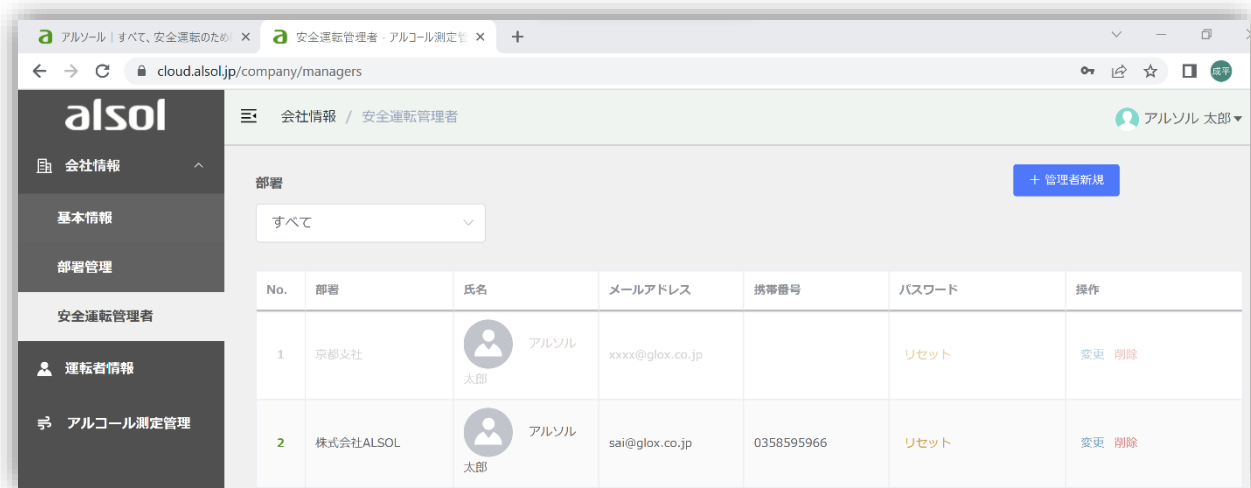 アルソール｜すべて、安全運転のため
安全運転管理者 - アルコール測定管
cloud.alsol.jp/company/managers
成平
alsol
会社情報 / 安全運転管理者
アルソル 太郎
会社情報
基本情報
部署管理
安全運転管理者
運転者情報
アルコール測定管理
部署
+ 管理者新規
すべて
No. 部署 氏名 メールアドレス 携帯番号 パスワード 操作
1 京都支社 アルソル 太郎 xxxx@glox.co.jp リセット 変更 削除
2 株式会社ALSOL アルソル 太郎 sai@glox.co.jp 0358595966 リセット 変更 削除